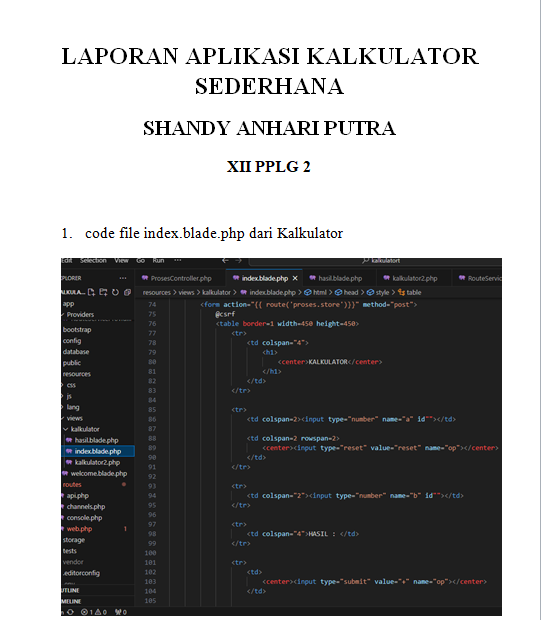 LAPORAN APLIKASI KALKULATOR
SEDERHANA
SHANDY ANHARI PUTRA
XII PPLG 2
1. code file index.blade.php dari Kalkulator
Edit Selection View Go Run ··· kalkulatort
PLORER ··· ProsesController.php index.blade.php hasil.blade.php kalkulator2.php RouteServic
resources > views > kalkulator > index.blade.php > html > head > style > table
app
Providers
bootstrap
config
database
public
resources
css
js
lang
views
kalkulator
hasil.blade.php
index.blade.php
kalkulator2.php
welcome.blade.php
routes
api.php
channels.php
console.php
web.php 1
storage
tests
vendor
.editorconfig
UTLINE
MELINE
0 1 0 0
74 <form action="{{ route('proses.store')}}" method="post">
75 @csrf
76 <table border=1 width=450 height=450>
77 <tr>
78 <td colspan="4">
79 <h1>
80 <center>KALKULATOR</center>
81 </h1>
82 </td>
83 </tr>
84
85 <tr>
86 <td colspan=2><input type="number" name="a" id""></td>
87
88 <td colspan=2 rowspan=2>
89 <center><input type="reset" value="reset" name="op"></center>
90 </td>
91 </tr>
92
93 <tr>
94 <td colspan="2"><input type="number" name="b" id""></td>
95 </tr>
96
97 <tr>
98 <td colspan="4">HASIL : </td>
99 </tr>
100
101 <tr>
102 <td>
103 <center><input type="submit" value="+" name="op"></center>
104 </td>
105